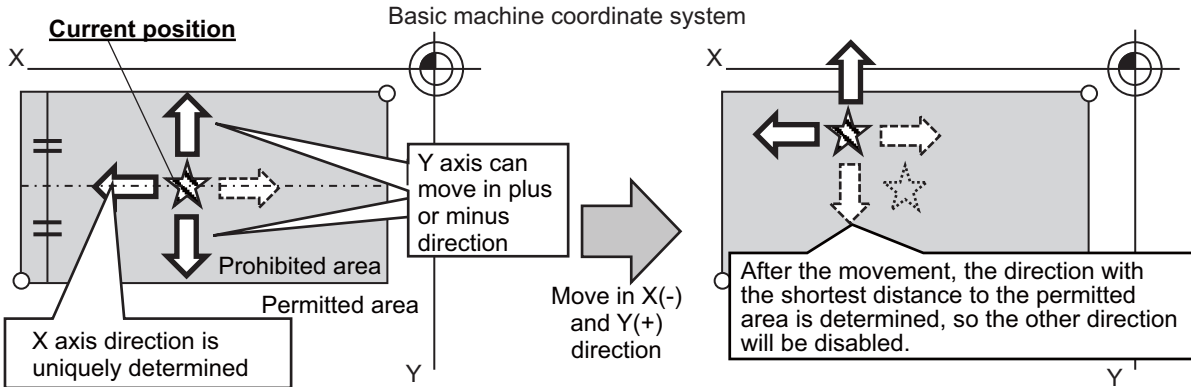 Basic machine coordinate system
Current position
X
Y axis can
move in plus
or minus
direction
Prohibited area
Permitted area
X axis direction is
uniquely determined
Y
Move in X(-)
and Y(+)
direction
X
After the movement, the direction with
the shortest distance to the permitted
area is determined, so the other direction
will be disabled.
Y